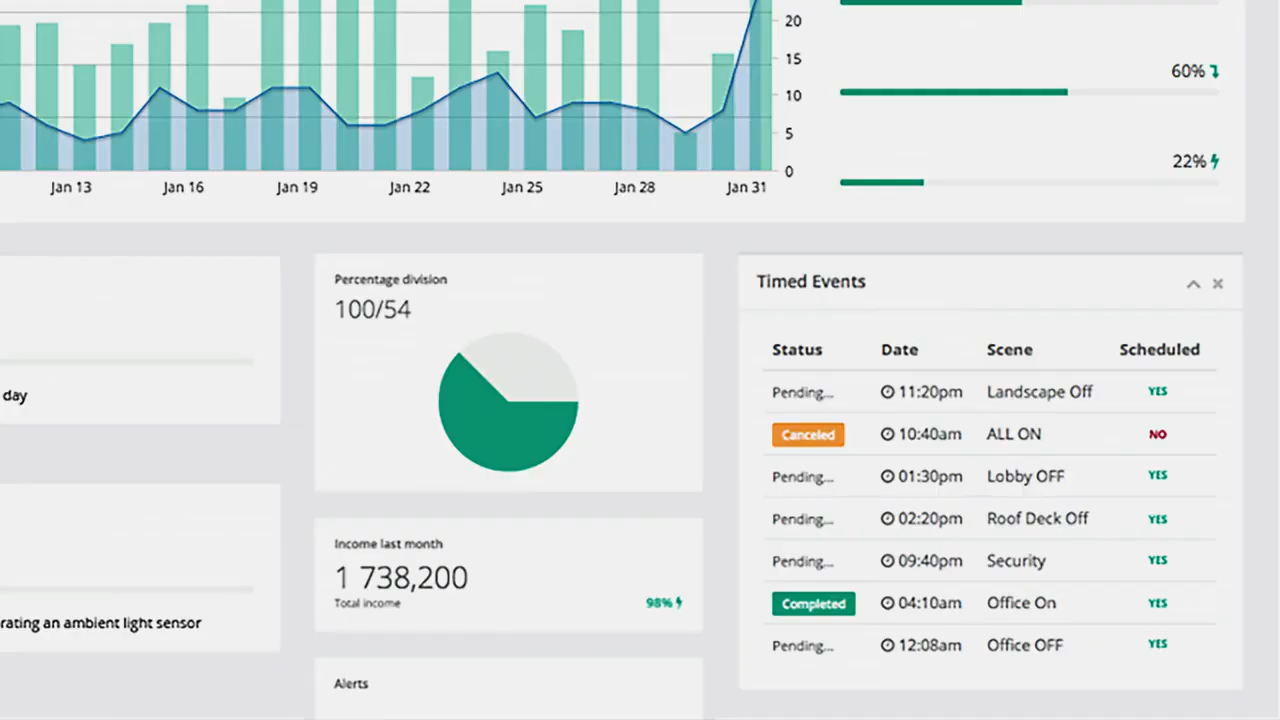 20
15
10
5
0
Jan 13 Jan 16 Jan 19 Jan 22 Jan 25 Jan 28 Jan 31
60%
22%
day
rating an ambient light sensor
Percentage division
100/54
Income last month
1 738,200
Total income 98%
Alerts
Timed Events
Status Date Scene Scheduled
Pending... 11:20pm Landscape Off YES
Canceled 10:40am ALL ON NO
Pending... 01:30pm Lobby OFF YES
Pending... 02:20pm Roof Deck Off YES
Pending... 09:40pm Security YES
Completed 04:10am Office On YES
Pending... 12:08am Office OFF YES